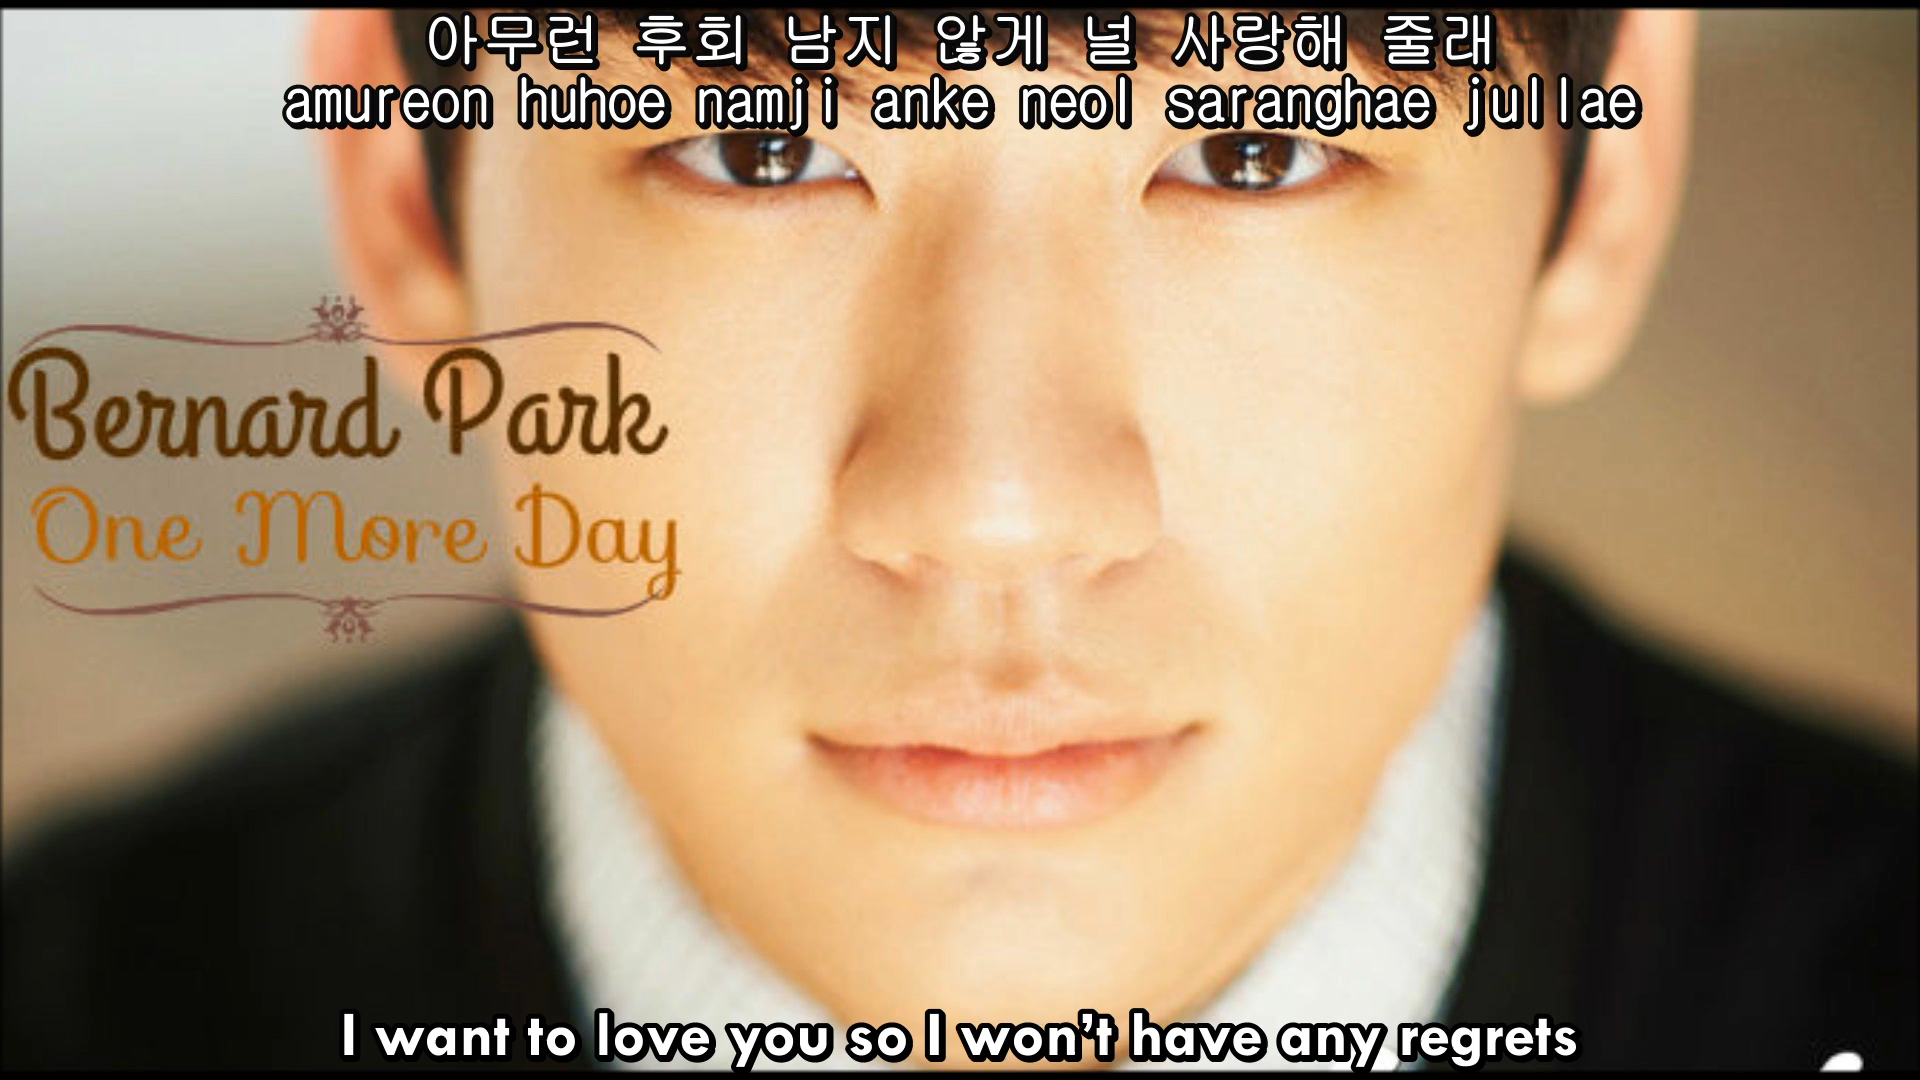 아무런 후회 남지 않게 널 사랑해 줄래
amureon huhoe namji anke neol saranghae jullae
Bernard Park
One More Day
I want to love you so I won't have any regrets